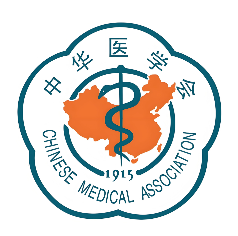 中华医学会
1915
CHINESE MEDICAL ASSOCIATION